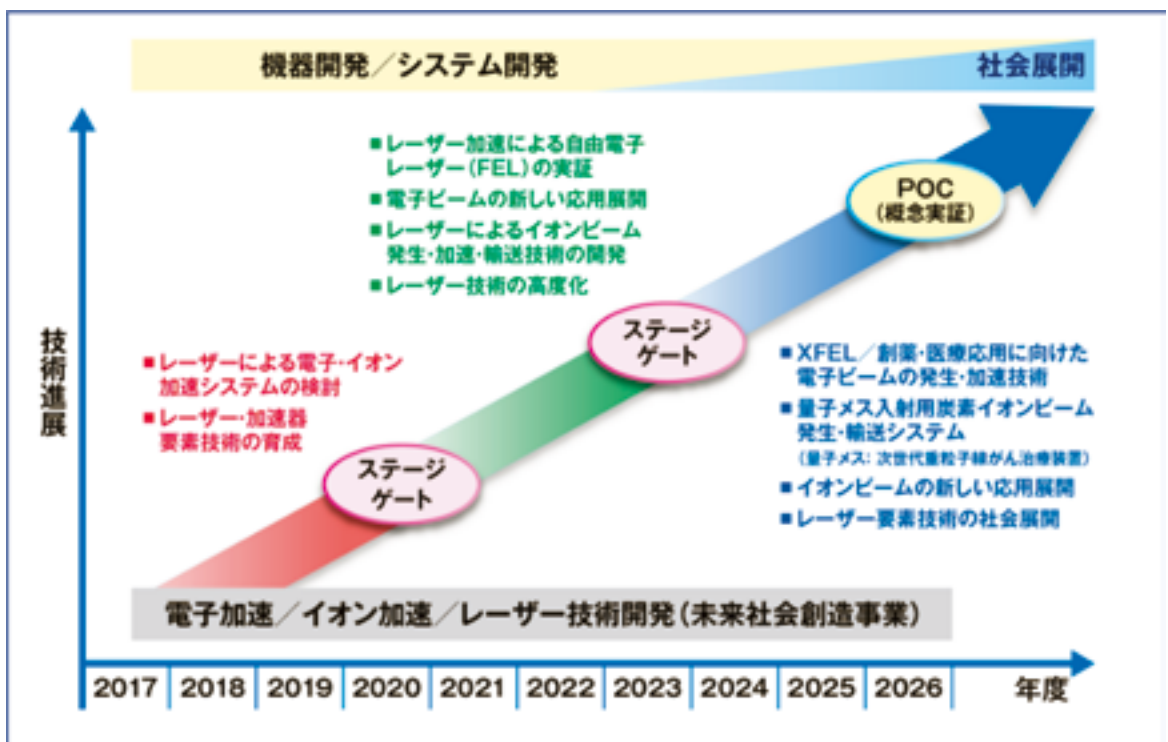 機器開発／システム開発
社会展開
■レーザー加速による自由電子
レーザー(FEL)の実証
■電子ビームの新しい応用展開
■レーザーによるイオンビーム
発生・加速・輸送技術の開発
■レーザー技術の高度化
POC
(概念実証)
技術進展
ステージ
ゲート
■レーザーによる電子・イオン
加速システムの検討
■レーザー・加速器
要素技術の育成
ステージ
ゲート
■XFEL／創薬・医療応用に向けた
電子ビームの発生・加速技術
■量子メス入射用炭素イオンビーム
発生・輸送システム
(量子メス: 次世代重粒子線がん治療装置)
■イオンビームの新しい応用展開
■レーザー要素技術の社会展開
電子加速／イオン加速／レーザー技術開発(未来社会創造事業)
2017 2018 2019 2020 2021 2022 2023 2024 2025 2026 年度